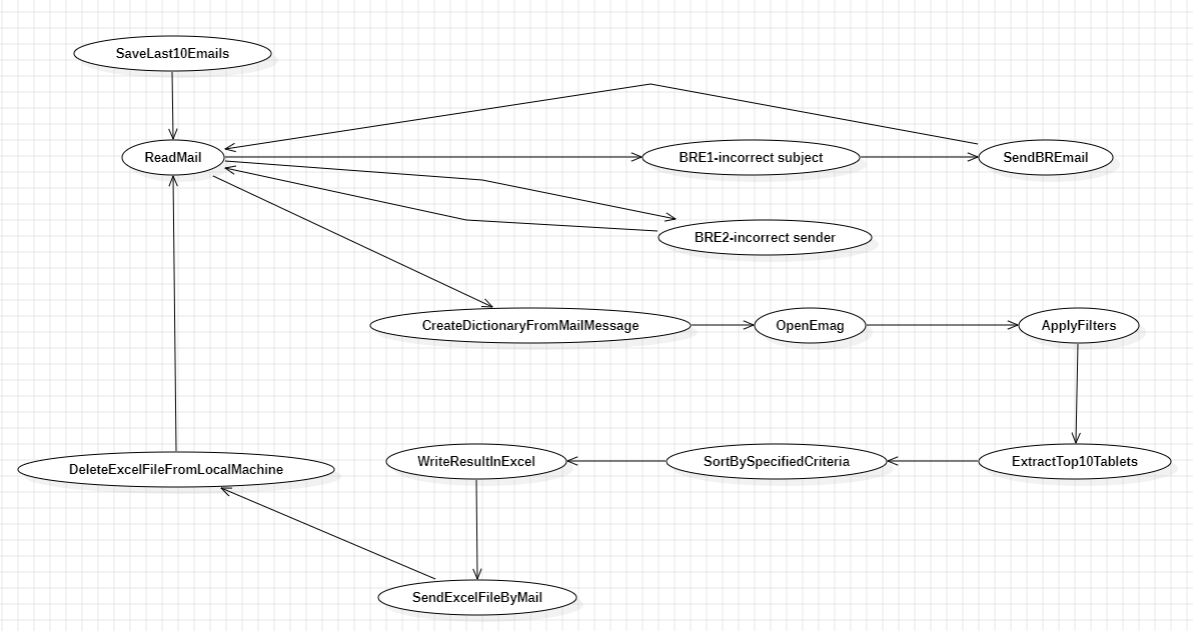 SaveLast10Emails
ReadMail
BRE1-incorrect subject
SendBREmail
BRE2-incorrect sender
CreateDictionaryFromMailMessage
OpenEmag
ApplyFilters
DeleteExcelFileFromLocalMachine
WriteResultInExcel
SortBySpecifiedCriteria
ExtractTop10Tablets
SendExcelFileByMail